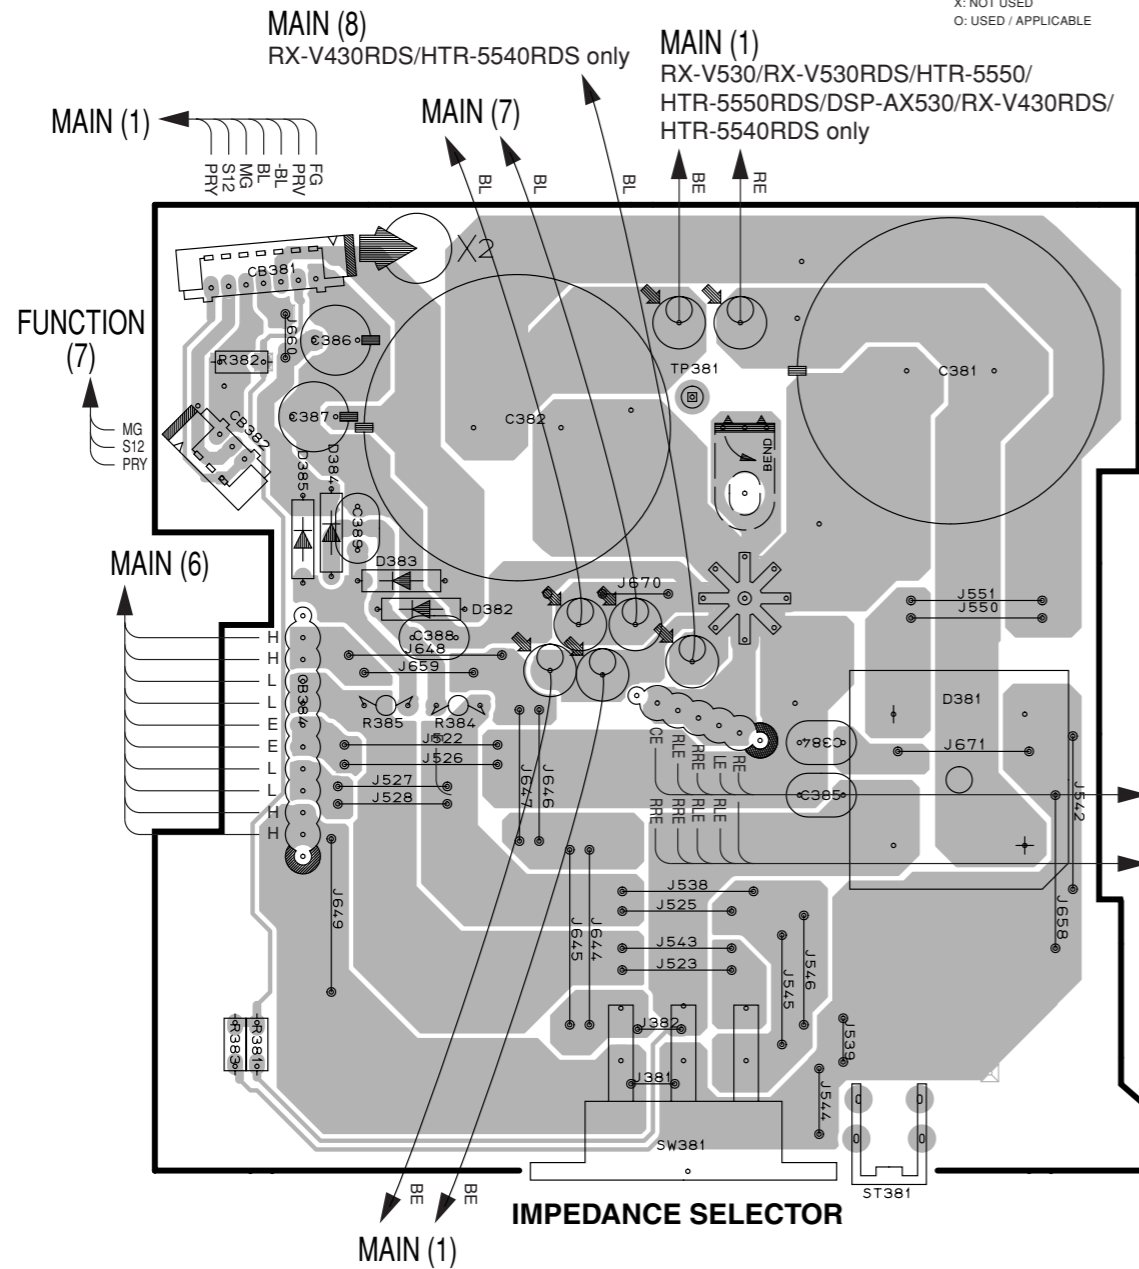 X: NOT USED
O: USED / APPLICABLE
MAIN (8)
RX-V430RDS/HTR-5540RDS only
MAIN (1)
RX-V530/RX-V530RDS/HTR-5550/
HTR-5550RDS/DSP-AX530/RX-V430RDS/
HTR-5540RDS only
MAIN (7)
MAIN (1)
PRY
S12
MG
BL
-BL
PRV
FG
BL
BL
BL
BE
RE
X2
CB381
FUNCTION
(7)
J660
C386
R382
TP381
C381
C387
C382
CB382
MG
S12
PRY
BEND
D385
D384
C389
MAIN (6)
D383
J670
D382
J551
J550
C388
H
H
L
L
E
E
L
L
H
H
CB384
J648
J659
R385
R384
D381
J522
J526
J527
J528
J647
J646
CE
RLE
RRE
LE
RE
C384
J671
RRE
RRE
RLE
RLE
RE
C385
J542
J649
J538
J525
J543
J523
J645
J644
J545
J546
J658
R383
R381
J382
J381
J539
J544
SW381
ST381
BE
BE
IMPEDANCE SELECTOR
MAIN (1)